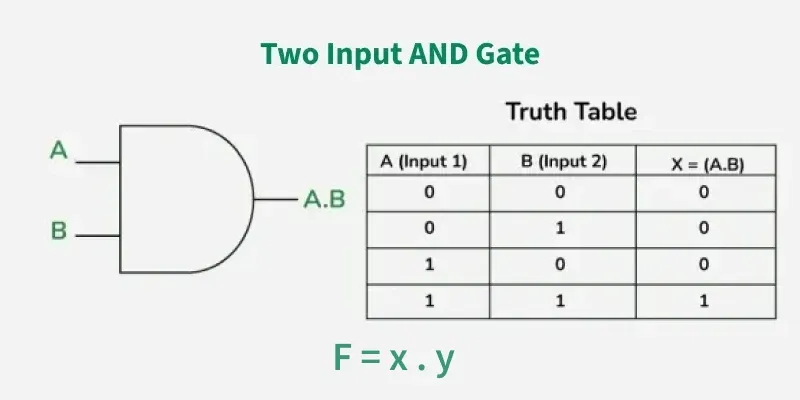 Two Input AND Gate
A
B
A.B
Truth Table
A (Input 1) B (Input 2) X = (A.B)
0 0 0
0 1 0
1 0 0
1 1 1
F = x . y